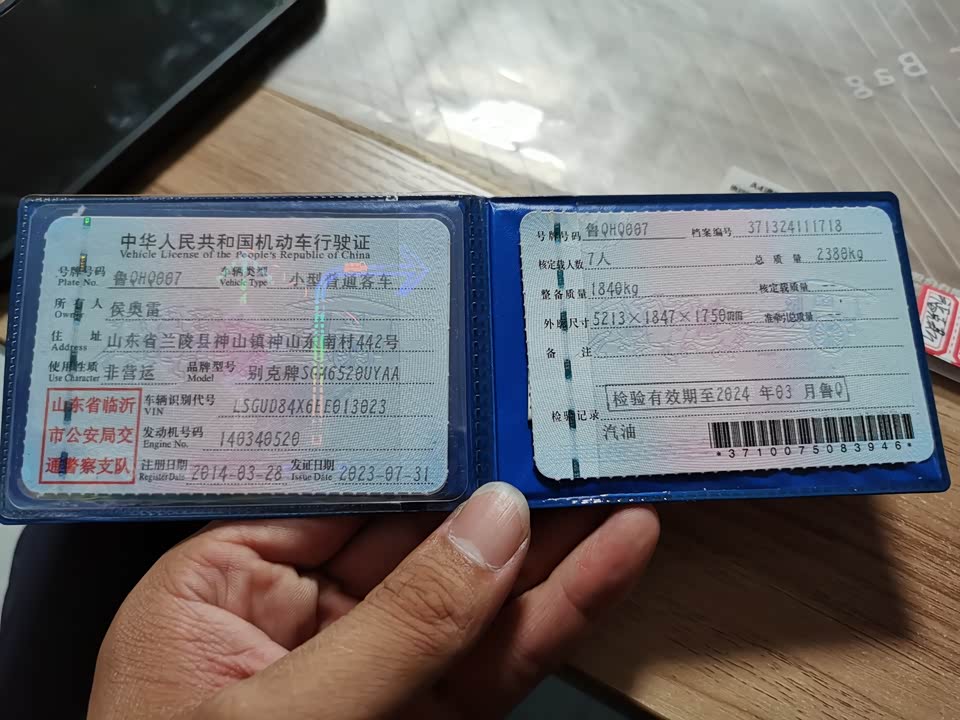 中华人民共和国机动车行驶证
Vehicle License of the People's Republic of China
号牌号码 鲁QHQ007 车辆类型 小型普通客车
Plate No. Vehicle Type
所有人 侯奥雷
Owner
住址 山东省兰陵县神山镇神山东南村442号
Address
使用性质 非营运 品牌型号 别克牌SGM6520UYAA
Use Character Model
山东省临沂
市公安局交
通警察支队
车辆识别代号 LSGUD84X6EE013023
VIN
发动机号码 140340520
Engine No.
注册日期 2014-03-28 发证日期 2023-07-31
Register Date Issue Date
号牌号码 鲁QHQ007 档案编号 371324111718
核定载人数 7人 总质量 2380kg
整备质量 1840kg 核定载质量 --
外廓尺寸 5213×1847×1750mm 准牵引总质量 --
备注
检验有效期至2024 年03 月鲁Q
检验记录
汽油
*3710075083946*
Bag